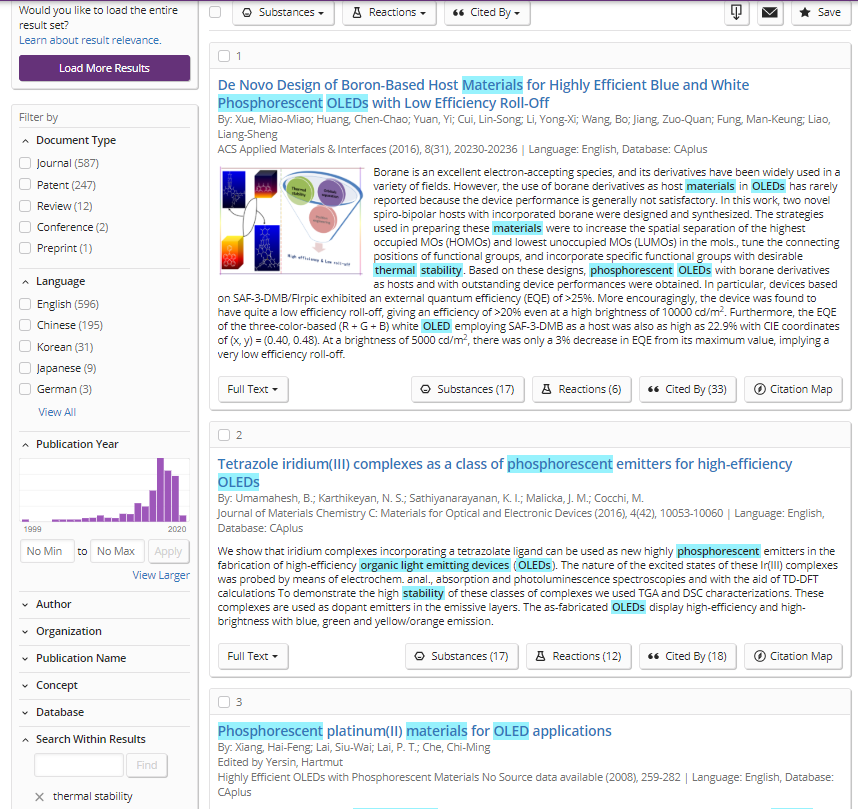 Would you like to load the entire
result set?
Learn about result relevance.
Load More Results
Filter by
Document Type
Journal (587)
Patent (247)
Review (12)
Conference (2)
Preprint (1)
Language
English (596)
Chinese (195)
Korean (31)
Japanese (9)
German (3)
View All
Publication Year
1999 2020
No Min to No Max Apply
View Larger
Author
Organization
Publication Name
Concept
Database
Search Within Results
Find
thermal stability
Substances Reactions Cited By Save
1
De Novo Design of Boron-Based Host Materials for Highly Efficient Blue and White
Phosphorescent OLEDs with Low Efficiency Roll-Off
By: Xue, Miao-Miao; Huang, Chen-Chao; Yuan, Yi; Cui, Lin-Song; Li, Yong-Xi; Wang, Bo; Jiang, Zuo-Quan; Fung, Man-Keung; Liao,
Liang-Sheng
ACS Applied Materials & Interfaces (2016), 8(31), 20230-20236 | Language: English, Database: CAplus
High efficiency & Low roll-off
Borane is an excellent electron-accepting species, and its derivatives have been widely used in a
variety of fields. However, the use of borane derivatives as host materials in OLEDs has rarely
reported because the device performance is generally not satisfactory. In this work, two novel
spiro-bipolar hosts with incorporated borane were designed and synthesized. The strategies
used in preparing these materials were to increase the spatial separation of the highest
occupied MOs (HOMOs) and lowest unoccupied MOs (LUMOs) in the mols., tune the connecting
positions of functional groups, and incorporate specific functional groups with desirable
thermal stability. Based on these designs, phosphorescent OLEDs with borane derivatives
as hosts and with outstanding device performances were obtained. In particular, devices based
on SAF-3-DMB/FIrpic exhibited an external quantum efficiency (EQE) of >25%. More encouragingly, the device was found to
have quite a low efficiency roll-off, giving an efficiency of >20% even at a high brightness of 10000 cd/m². Furthermore, the EQE
of the three-color-based (R + G + B) white OLED employing SAF-3-DMB as a host was also as high as 22.9% with CIE coordinates
of (x, y) = (0.40, 0.48). At a brightness of 5000 cd/m², there was only a 3% decrease in EQE from its maximum value, implying a
very low efficiency roll-off.
Full Text Substances (17) Reactions (6) Cited By (33) Citation Map
2
Tetrazole iridium(III) complexes as a class of phosphorescent emitters for high-efficiency
OLEDs
By: Umamahesh, B.; Karthikeyan, N. S.; Sathiyanarayanan, K. I.; Malicka, J. M.; Cocchi, M.
Journal of Materials Chemistry C: Materials for Optical and Electronic Devices (2016), 4(42), 10053-10060 | Language: English,
Database: CAplus
We show that iridium complexes incorporating a tetrazolate ligand can be used as new highly phosphorescent emitters in the
fabrication of high-efficiency organic light emitting devices (OLEDs). The nature of the excited states of these Ir(III) complexes
was probed by means of electrochem. anal., absorption and photoluminescence spectroscopies and with the aid of TD-DFT
calculations To demonstrate the high stability of these classes of complexes we used TGA and DSC characterizations. These
complexes are used as dopant emitters in the emissive layers. The as-fabricated OLEDs display high-efficiency and high-
brightness with blue, green and yellow/orange emission.
Full Text Substances (17) Reactions (12) Cited By (18) Citation Map
3
Phosphorescent platinum(II) materials for OLED applications
By: Xiang, Hai-Feng; Lai, Siu-Wai; Lai, P. T.; Che, Chi-Ming
Edited by Yersin, Hartmut
Highly Efficient OLEDs with Phosphorescent Materials No Source data available (2008), 259-282 | Language: English, Database:
CAplus